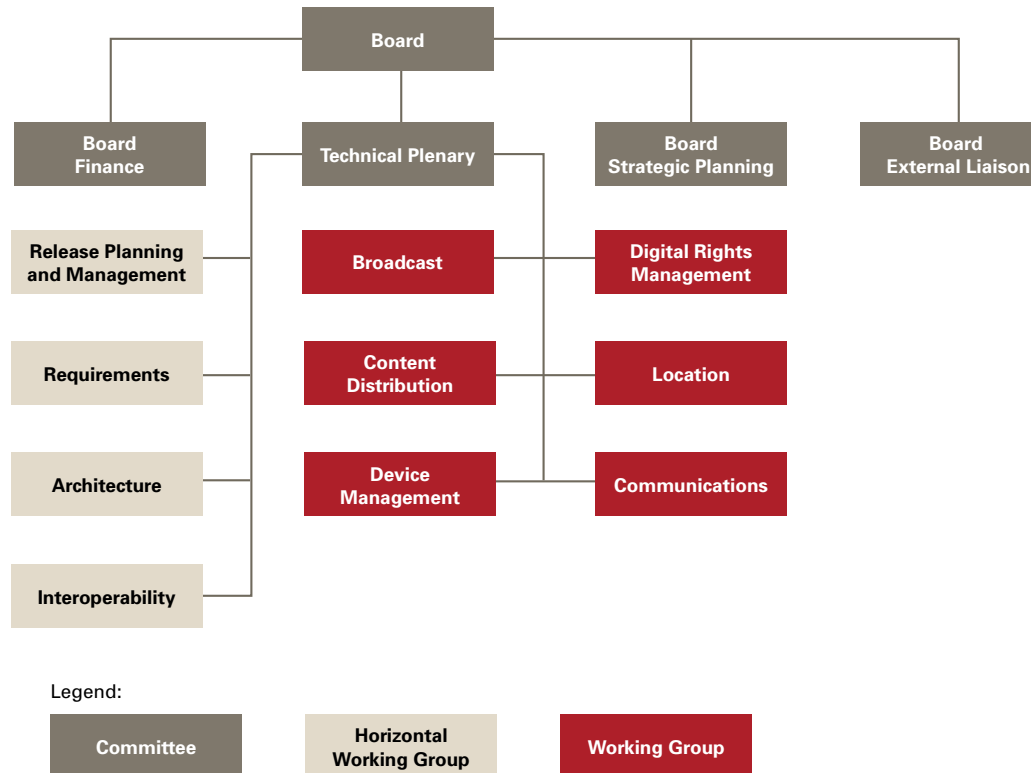 Board
Board
Finance
Technical Plenary
Board
Strategic Planning
Board
External Liaison
Release Planning
and Management
Broadcast
Digital Rights
Management
Requirements
Content
Distribution
Location
Architecture
Device
Management
Communications
Interoperability
Legend:
Committee
Horizontal
Working Group
Working Group